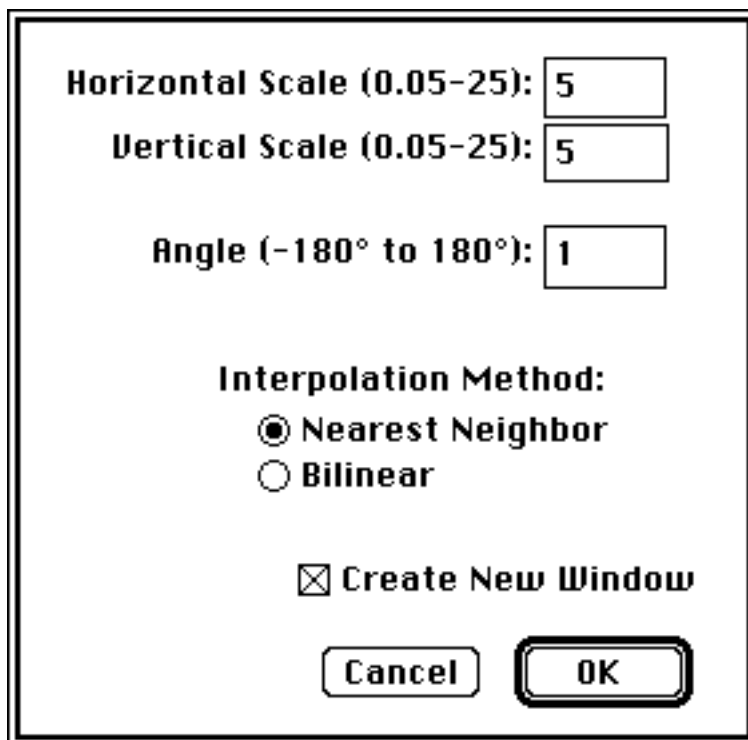 Horizontal Scale (0.05-25): 5
Vertical Scale (0.05-25): 5
Angle (-180° to 180°): 1
Interpolation Method:
Nearest Neighbor
Bilinear
Create New Window
Cancel OK